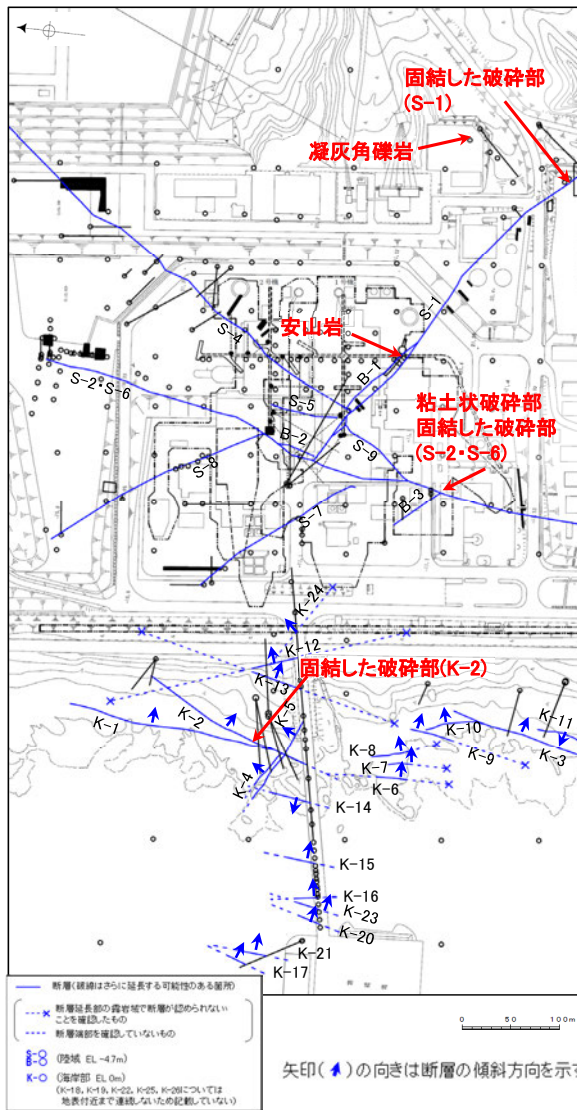 固結した破砕部
(S-1)
凝灰角礫岩
2号機
1号機
S-1
S-4
安山岩
B-1
S-2・S-6
S-5
粘土状破砕部
固結した破砕部
(S-2・S-6)
B-2
S-9
S-8
B-3
S-7
K-24
K-12
固結した破砕部(K-2)
K-13
K-5
K-2
K-1
K-11
K-10
K-8
K-9
K-3
K-7
K-4
K-6
K-14
K-15
K-16
K-23
K-20
K-21
K-17
断層(破線はさらに延長する可能性のある箇所)
断層延長部の露岩域で断層が認められない
ことを確認したもの
断層端部を確認していないもの
S-○
B-○
(陸域 EL -4.7m)
K-○ (海岸部 EL 0m)
(K-18, K-19, K-22, K-25, K-26については
地表付近まで連続しないため記載していない)
0 50 100m
矢印( )の向きは断層の傾斜方向を示す